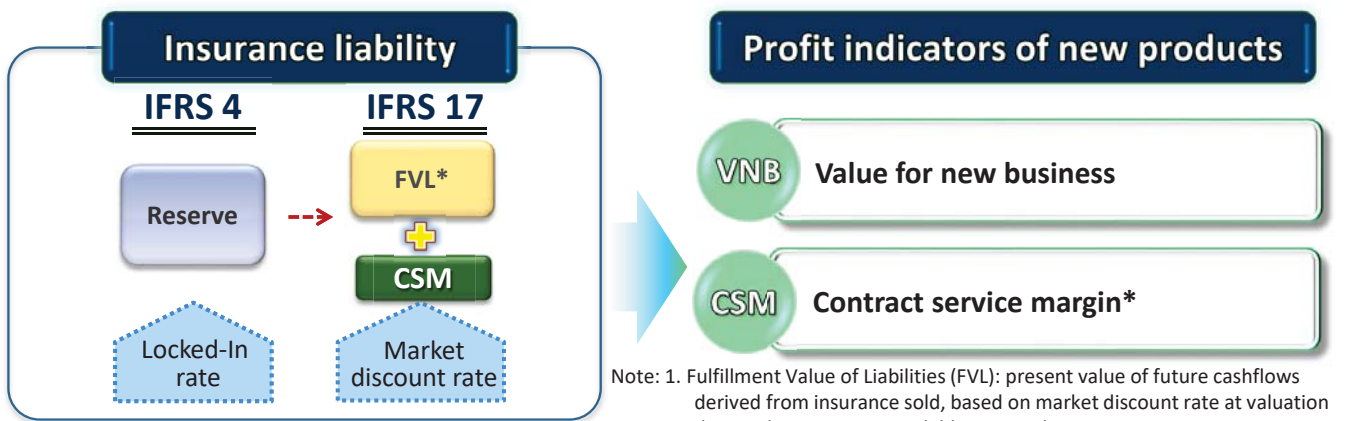 Insurance liability
IFRS 4
IFRS 17
Reserve
FVL*
CSM
Locked-In
rate
Market
discount rate
Profit indicators of new products
VNB
Value for new business
CSM
Contract service margin*
Note: 1. Fulfillment Value of Liabilities (FVL): present value of future cashflows
derived from insurance sold, based on market discount rate at valuation